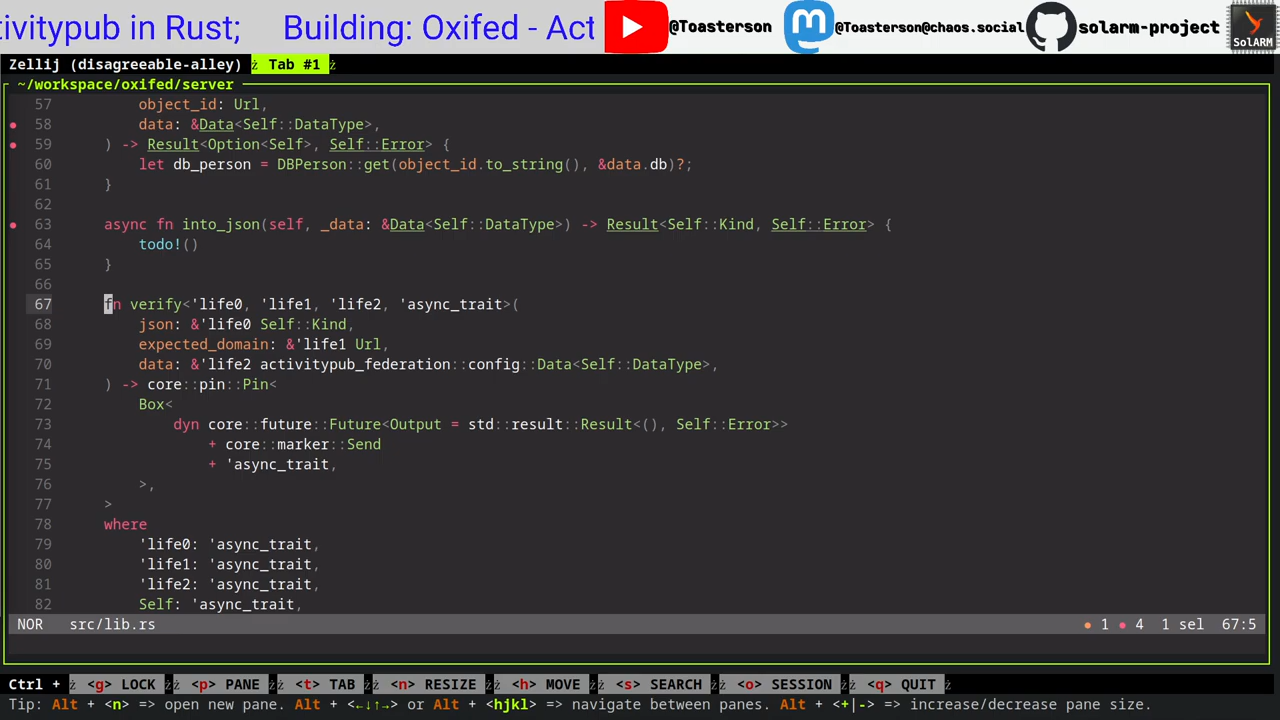 ivitypub in Rust;    Building: Oxifed - Act
@Toasterson
@Toasterson@chaos.social
solarm-project
SolARM
Zellij (disagreeable-alley)  Tab #1
~/workspace/oxifed/server
57         object_id: Url,
58         data: &Data<Self::DataType>,
59     ) -> Result<Option<Self>, Self::Error> {
60         let db_person = DBPerson::get(object_id.to_string(), &data.db)?;
61     }
62
63     async fn into_json(self, _data: &Data<Self::DataType>) -> Result<Self::Kind, Self::Error> {
64         todo!()
65     }
66
67     fn verify<'life0, 'life1, 'life2, 'async_trait>(
68         json: &'life0 Self::Kind,
69         expected_domain: &'life1 Url,
70         data: &'life2 activitypub_federation::config::Data<Self::DataType>,
71     ) -> core::pin::Pin<
72         Box<
73             dyn core::future::Future<Output = std::result::Result<(), Self::Error>>
74                 + core::marker::Send
75                 + 'async_trait,
76         >,
77     >
78     where
79         'life0: 'async_trait,
80         'life1: 'async_trait,
81         'life2: 'async_trait,
82         Self: 'async_trait,
NOR   src/lib.rs   ● 1 ● 4  1 sel  67:5
Ctrl + <g> LOCK <p> PANE <t> TAB <n> RESIZE <h> MOVE <s> SEARCH <o> SESSION <q> QUIT
Tip: Alt + <n> => open new pane. Alt + <←↓↑→> or Alt + <hjkl> => navigate between panes. Alt + <+|-> => increase/decrease pane size.